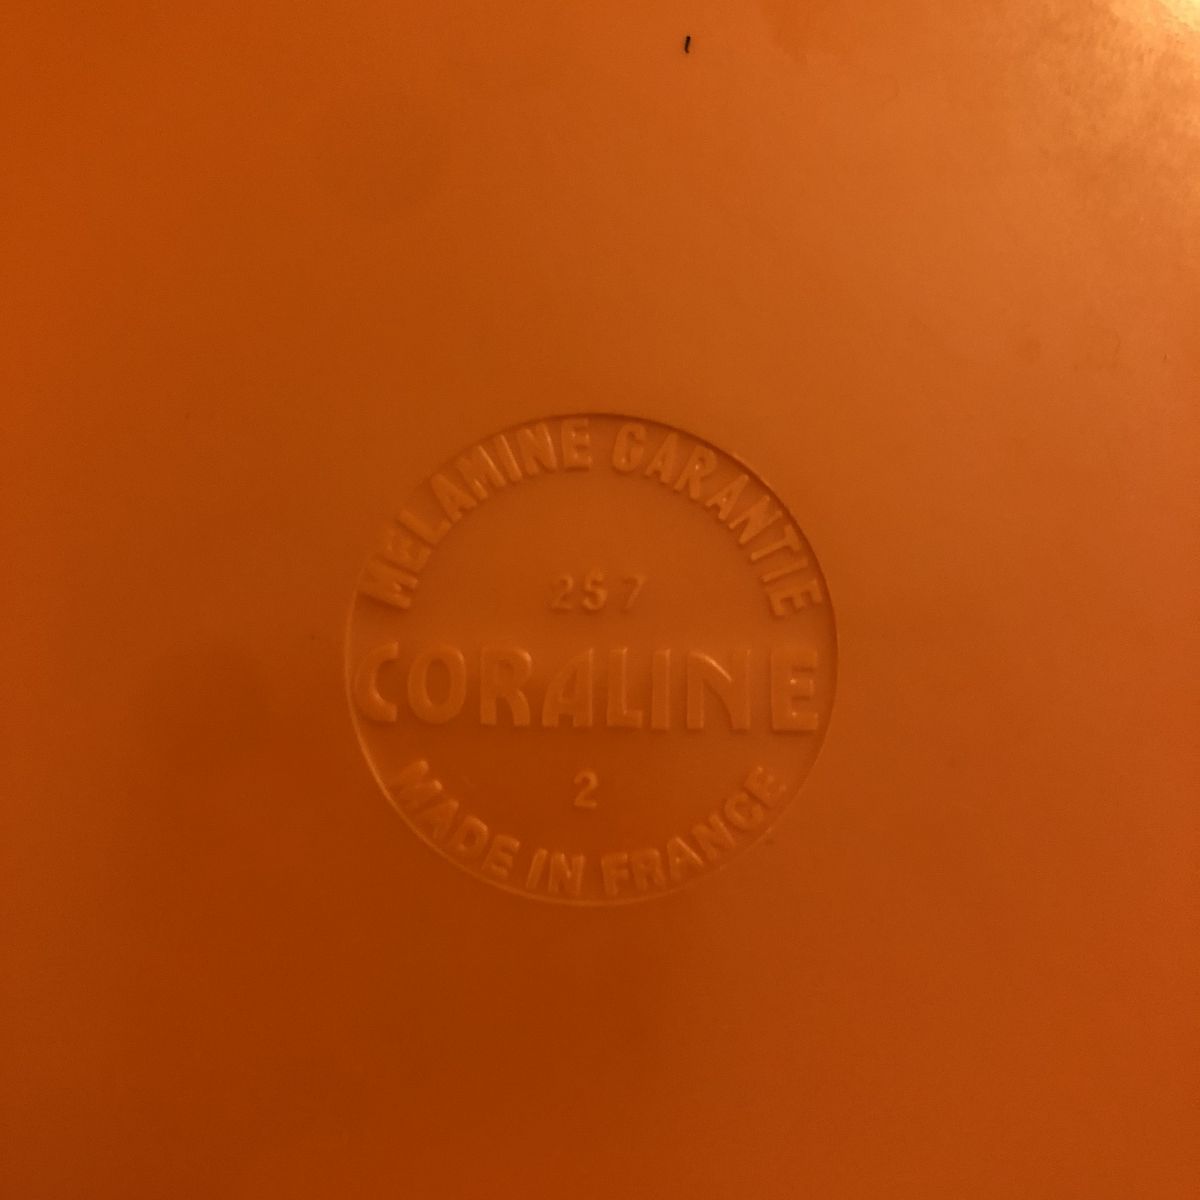 MELAMINE GARANTIE
257
CORALINE
2
MADE IN FRANCE